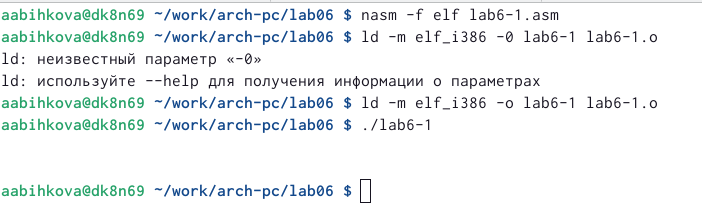 aabihkova@dk8n69 ~/work/arch-pc/lab06 $ nasm -f elf lab6-1.asm
aabihkova@dk8n69 ~/work/arch-pc/lab06 $ ld -m elf_i386 -0 lab6-1 lab6-1.o
ld: неизвестный параметр «-0»
ld: используйте --help для получения информации о параметрах
aabihkova@dk8n69 ~/work/arch-pc/lab06 $ ld -m elf_i386 -o lab6-1 lab6-1.o
aabihkova@dk8n69 ~/work/arch-pc/lab06 $ ./lab6-1
aabihkova@dk8n69 ~/work/arch-pc/lab06 $